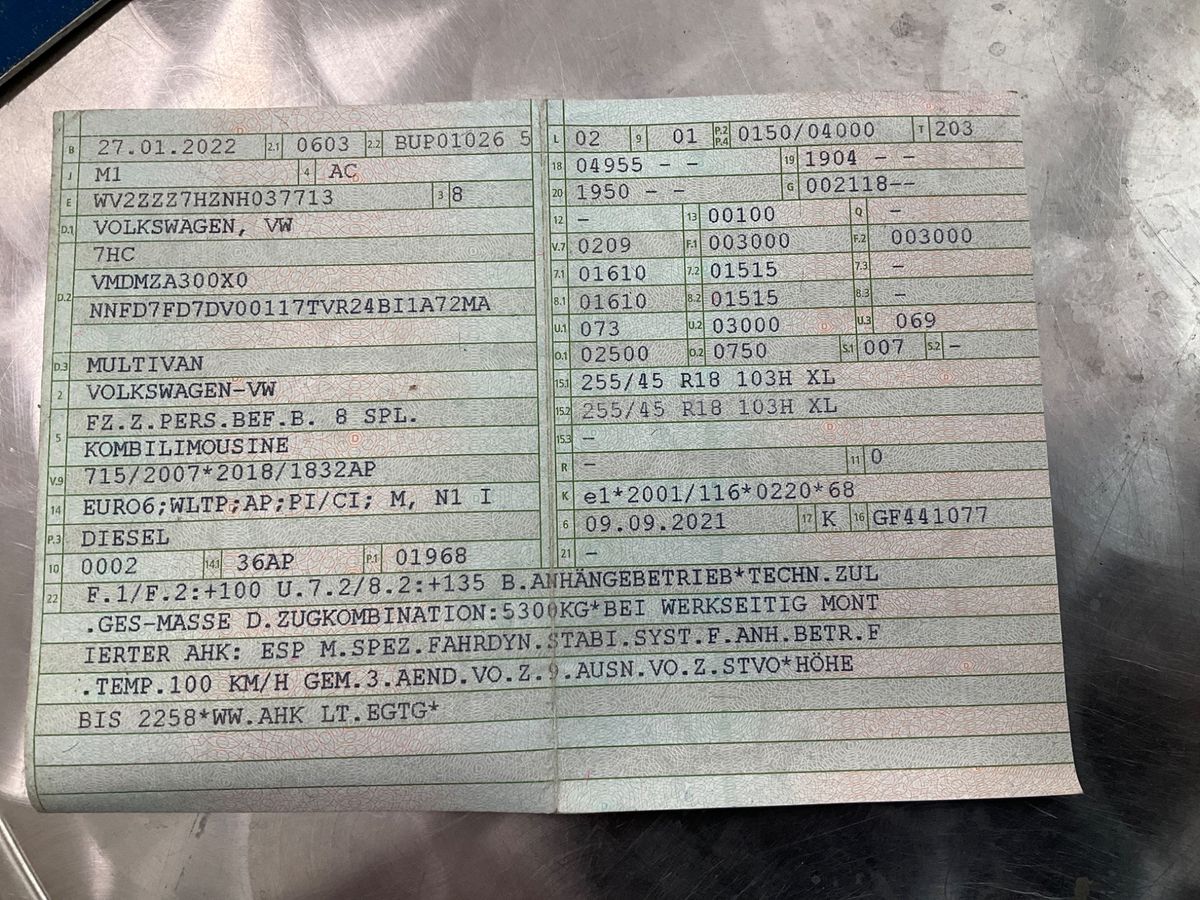 B 27.01.2022 2.1 0603 2.2 BUP01026 5
J M1 4 AC
E WV2ZZZ7HZNH037713 3 8
D.1 VOLKSWAGEN, VW
7HC
VMDMZA300X0
D.2 NNFD7FD7DV00117TVR24BI1A72MA
D.3 MULTIVAN
2 VOLKSWAGEN-VW
FZ.Z.PERS.BEF.B. 8 SPL.
5 KOMBILIMOUSINE
V.9 715/2007*2018/1832AP
14 EURO6;WLTP;AP;PI/CI; M, N1 I
P.3 DIESEL
10 0002 14.1 36AP P.1 01968
L 02 9 01 P.2 P.4 0150/04000 T 203
18 04955 - - 19 1904 - -
20 1950 - - G 002118--
12 - 13 00100 Q -
V.7 0209 F.1 003000 F.2 003000
7.1 01610 7.2 01515 7.3 -
8.1 01610 8.2 01515 8.3 -
U.1 073 U.2 03000 U.3 069
O.1 02500 O.2 0750 S.1 007 S.2 -
15.1 255/45 R18 103H XL
15.2 255/45 R18 103H XL
15.3 -
R - 11 0
K e1*2001/116*0220*68
6 09.09.2021 17 K 16 GF441077
21 -
22 F.1/F.2:+100 U.7.2/8.2:+135 B.ANHÄNGEBETRIEB*TECHN.ZUL
.GES-MASSE D.ZUGKOMBINATION:5300KG*BEI WERKSEITIG MONT
IERTER AHK: ESP M.SPEZ.FAHRDYN.STABI.SYST.F.ANH.BETR.F
.TEMP.100 KM/H GEM.3.AEND.VO.Z.9.AUSN.VO.Z.STVO*HÖHE
BIS 2258*WW.AHK LT.EGTG*